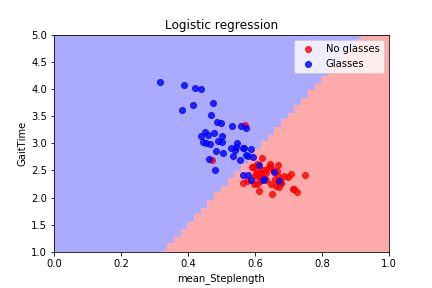 Logistic regression
No glasses
Glasses
GaitTime
5.0
4.5
4.0
3.5
3.0
2.5
2.0
1.5
1.0
0.0 0.2 0.4 0.6 0.8 1.0
mean_Steplength